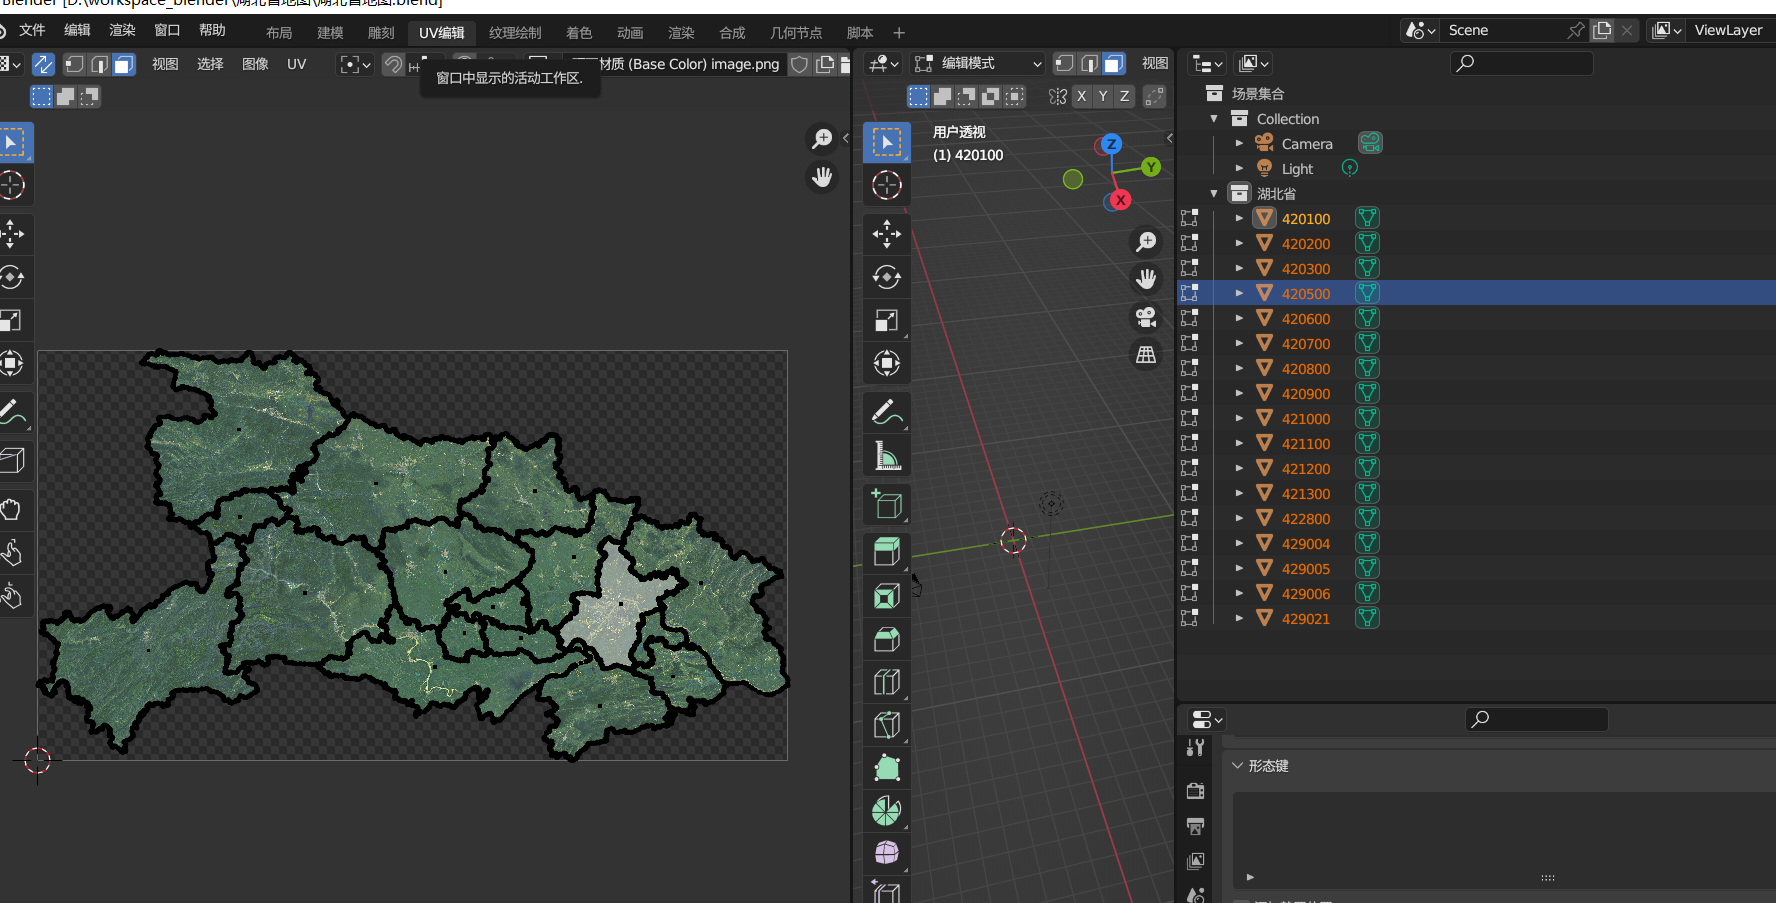 Blender [D:\workspace_blender\湖北省地图\湖北省地图.blend]
文件 编辑 渲染 窗口 帮助 布局 建模 雕刻 UV编辑 纹理绘制 着色 动画 渲染 合成 几何节点 脚本 + Scene ViewLayer
视图 选择 图像 UV 材质 (Base Color) image.png 编辑模式 视图
窗口中显示的活动工作区.
X Y Z
用户透视
(1) 420100
Z
Y
X
场景集合
Collection
Camera
Light
湖北省
420100
420200
420300
420500
420600
420700
420800
420900
421000
421100
421200
421300
422800
429004
429005
429006
429021
形态键